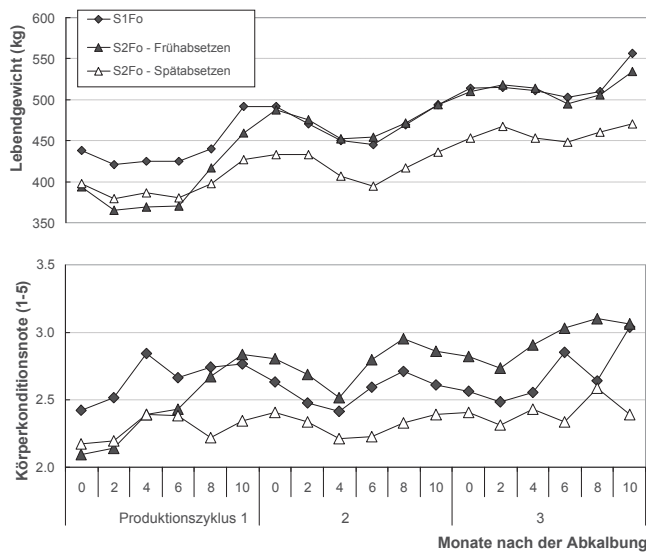 600
550
500
450
400
350
Lebendgewicht (kg)
S1Fo
S2Fo - Frühabsetzen
S2Fo - Spätabsetzen
3.5
3.0
2.5
2.0
Körperkonditionsnote (1-5)
0 2 4 6 8 10 0 2 4 6 8 10 0 2 4 6 8 10
Produktionszyklus 1 2 3
Monate nach der Abkalbung